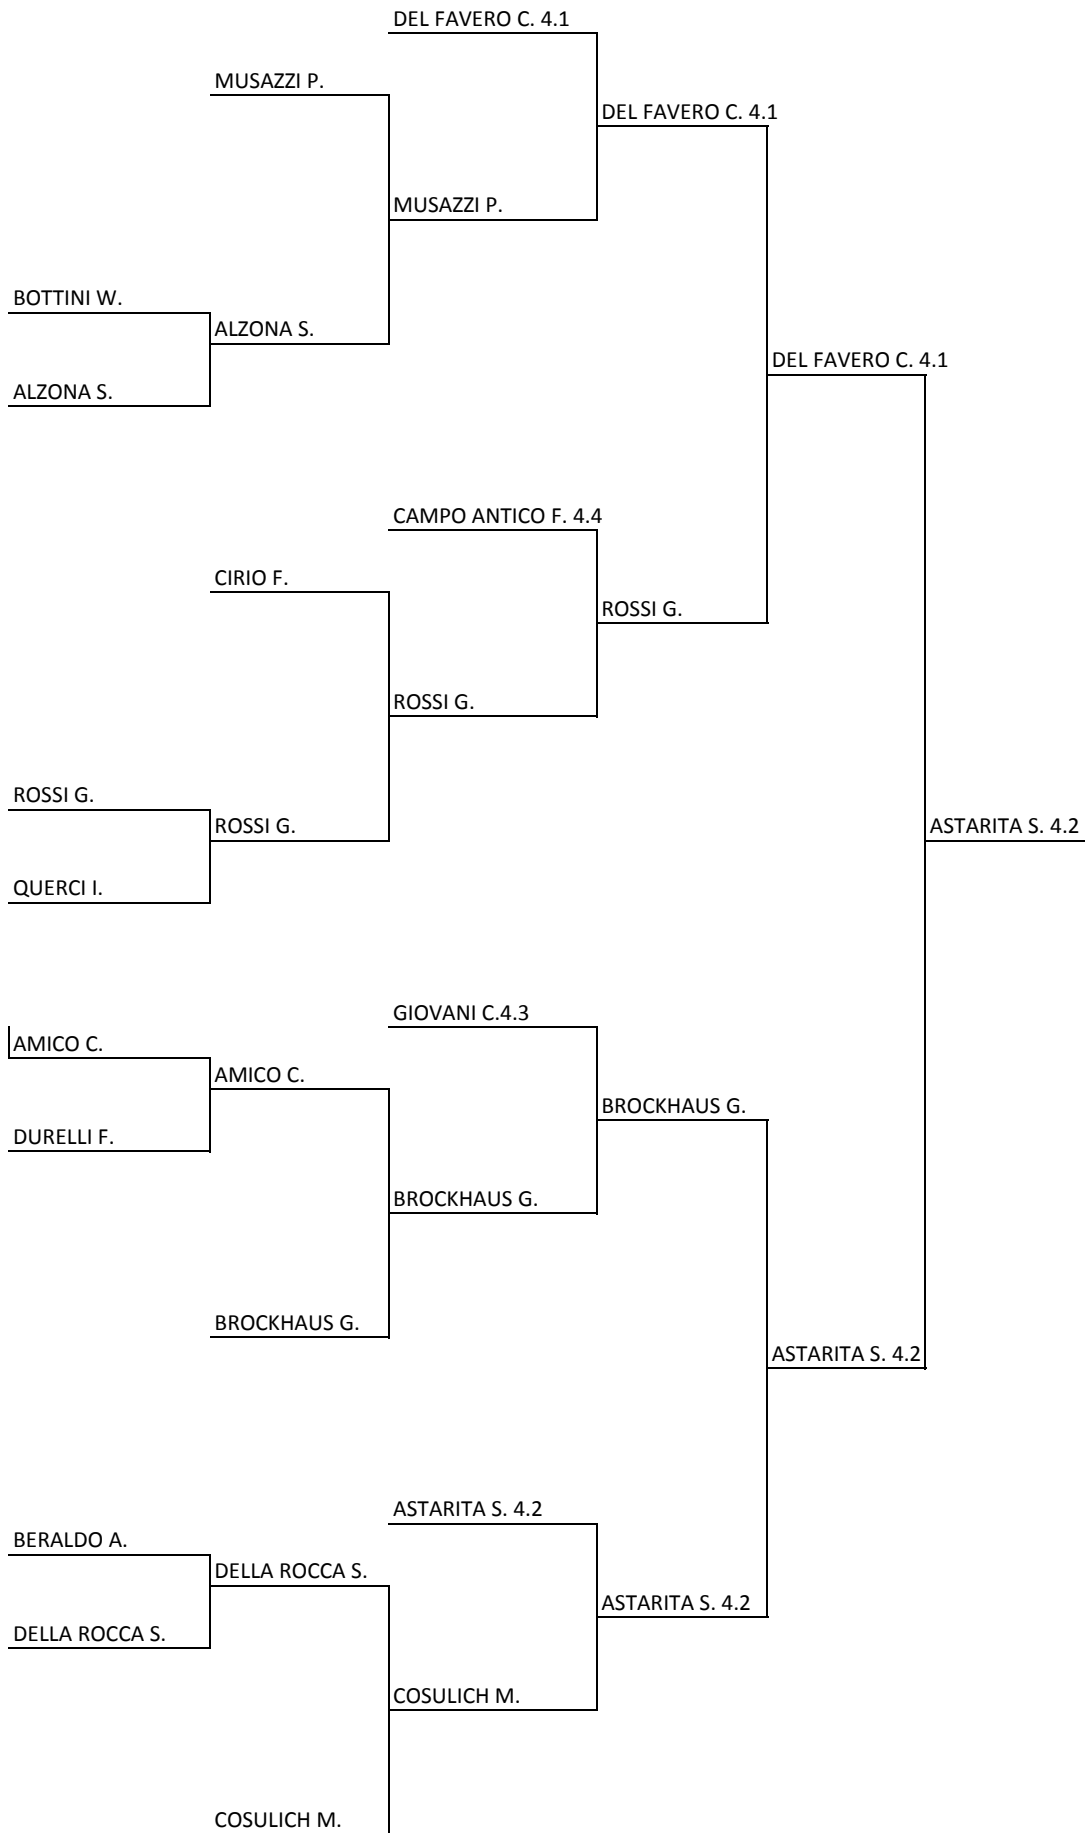 DEL FAVERO C. 4.1
MUSAZZI P.
DEL FAVERO C. 4.1
MUSAZZI P.
BOTTINI W.
ALZONA S.
DEL FAVERO C. 4.1
ALZONA S.
CAMPO ANTICO F. 4.4
CIRIO F.
ROSSI G.
ROSSI G.
ROSSI G.
ROSSI G.
ASTARITA S. 4.2
QUERCI I.
GIOVANI C.4.3
AMICO C.
AMICO C.
BROCKHAUS G.
DURELLI F.
BROCKHAUS G.
BROCKHAUS G.
ASTARITA S. 4.2
ASTARITA S. 4.2
BERALDO A.
DELLA ROCCA S.
ASTARITA S. 4.2
DELLA ROCCA S.
COSULICH M.
COSULICH M.